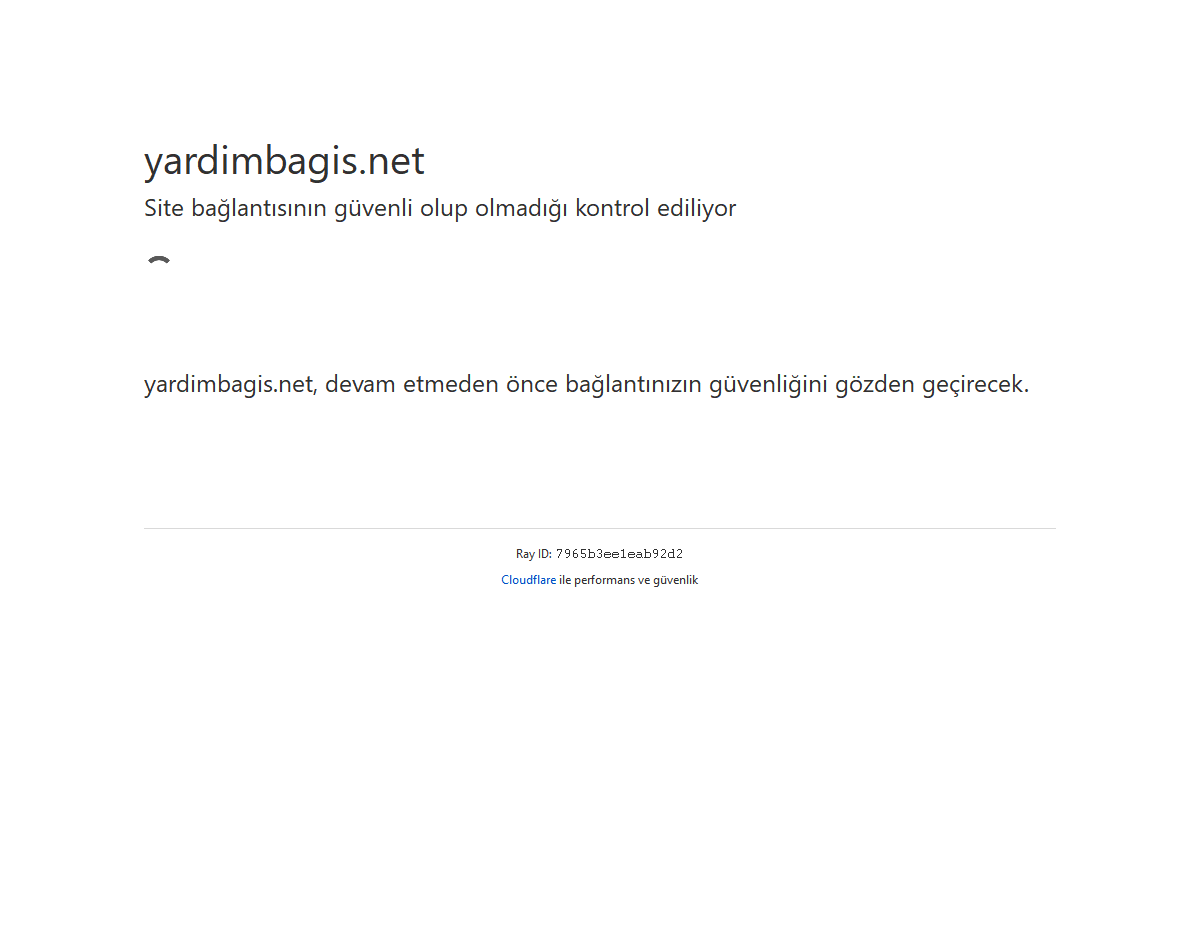 yardimbagis.net
Site bağlantısının güvenli olup olmadığı kontrol ediliyor
yardimbagis.net, devam etmeden önce bağlantınızın güvenliğini gözden geçirecek.
Ray ID: 7965b3ee1eab92d2
Cloudflare ile performans ve güvenlik